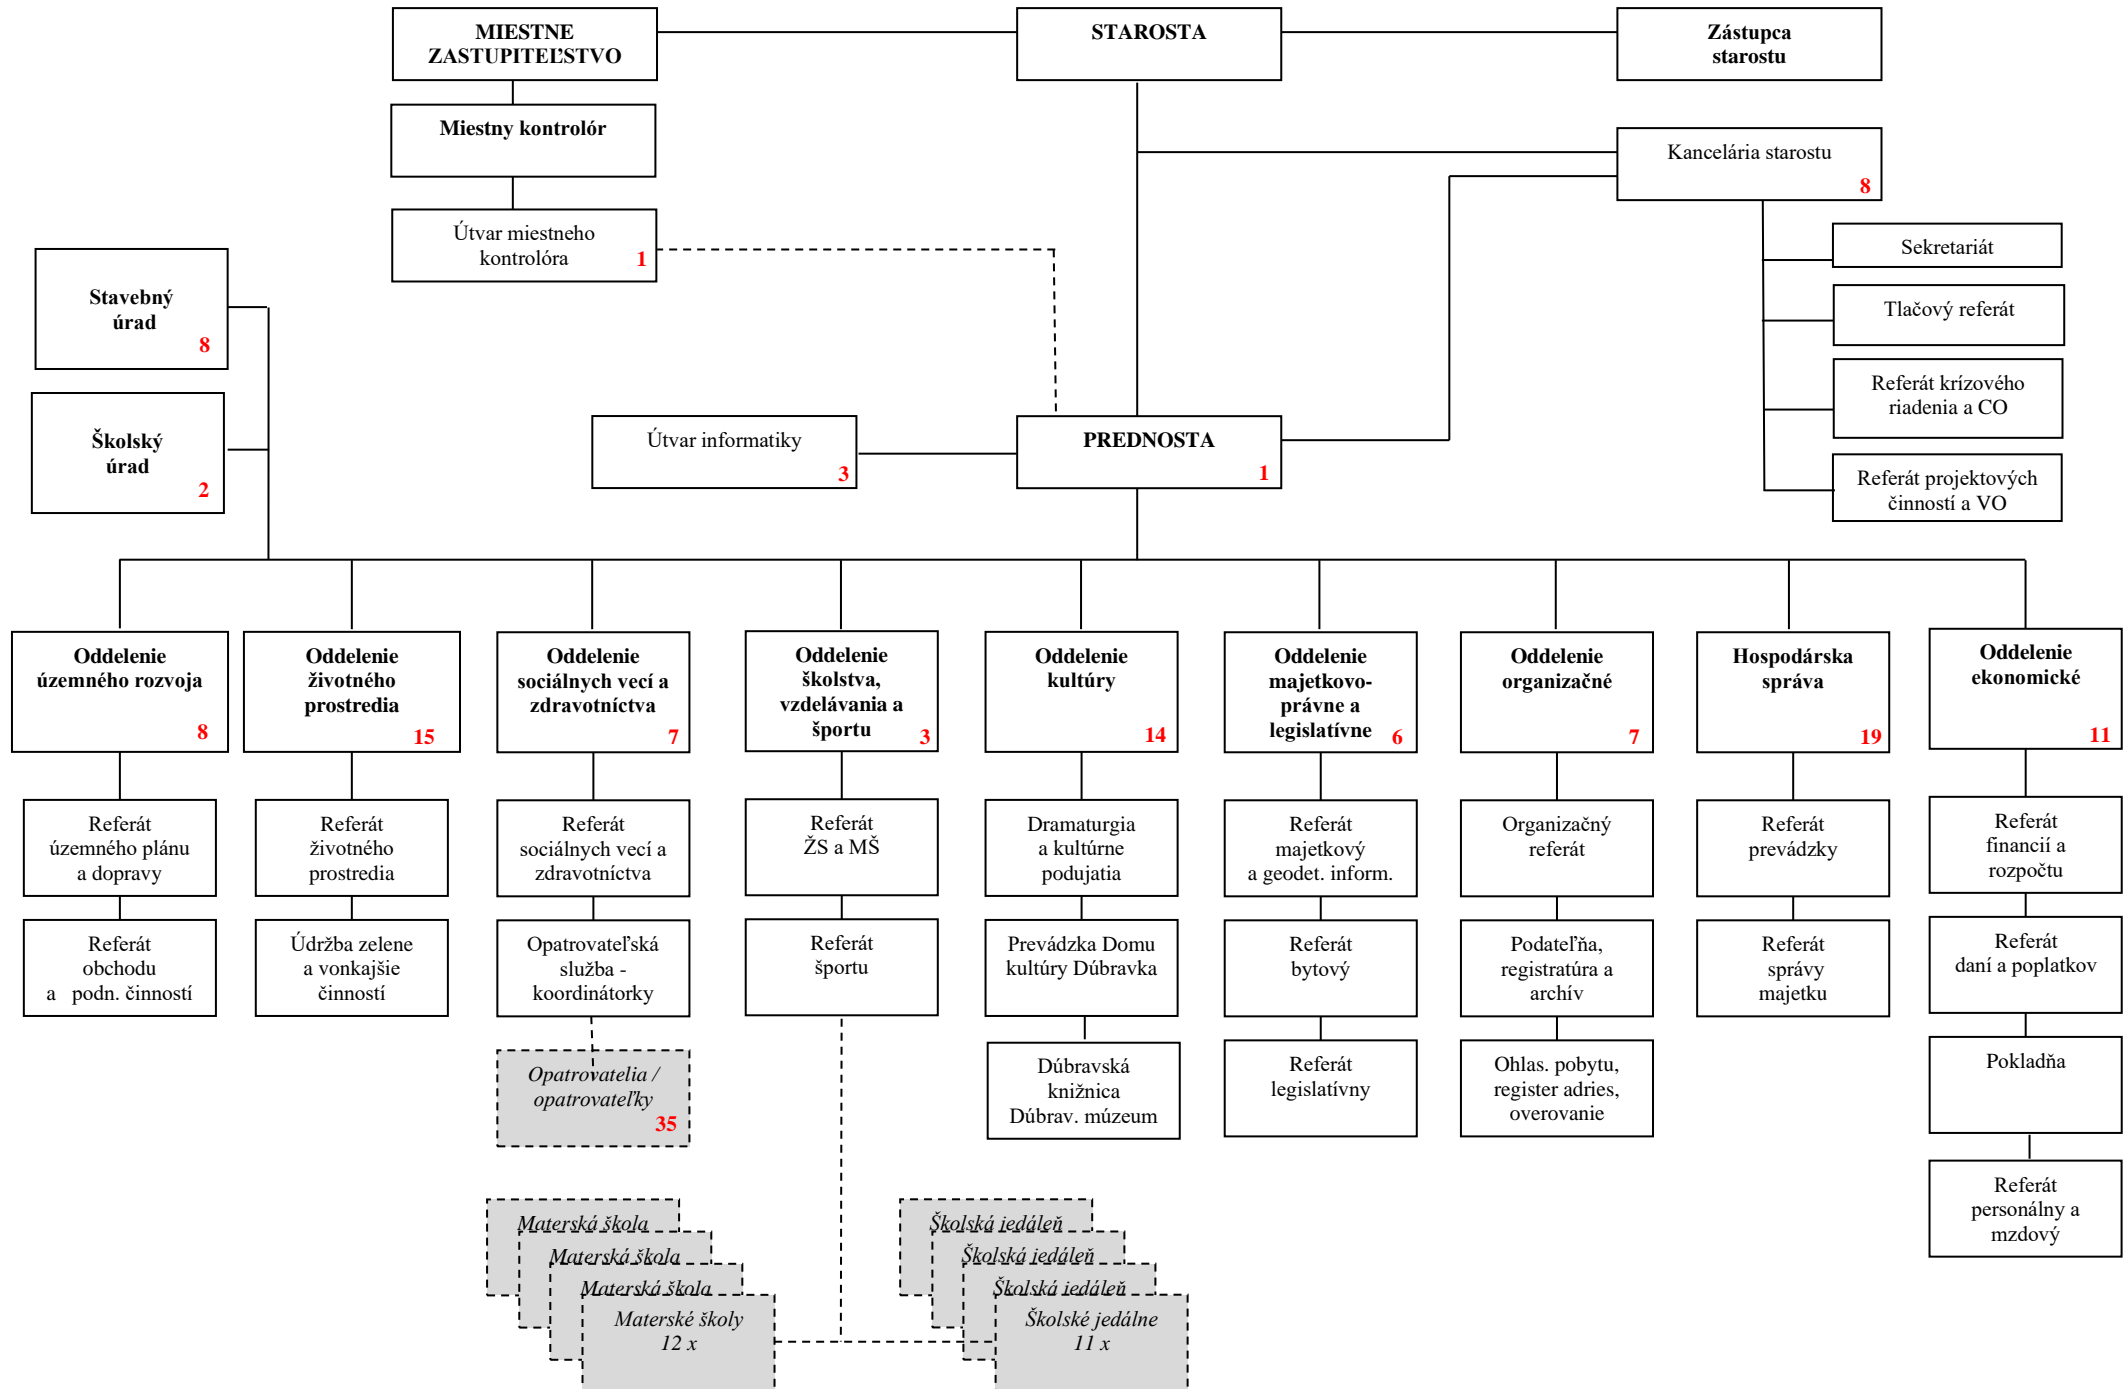 MIESTNE
ZASTUPITEĽSTVO
STAROSTA
Zástupca
starostu
Miestny kontrolór
Kancelária starostu
8
Útvar miestneho
kontrolóra
1
Sekretariát
Tlačový referát
Referát krízového
riadenia a CO
Referát projektových
činností a VO
Stavebný
úrad
8
Školský
úrad
2
Útvar informatiky
3
PREDNOSTA
1
Oddelenie
územného rozvoja
8
Oddelenie
životného
prostredia
15
Oddelenie
sociálnych vecí a
zdravotníctva
7
Oddelenie
školstva,
vzdelávania a
športu
3
Oddelenie
kultúry
14
Oddelenie
majetkovo-
právne a
legislatívne
6
Oddelenie
organizačné
7
Hospodárska
správa
19
Oddelenie
ekonomické
11
Referát
územného plánu
a dopravy
Referát
životného
prostredia
Referát
sociálnych vecí a
zdravotníctva
Referát
ŽS a MŠ
Dramaturgia
a kultúrne
podujatia
Referát
majetkový
a geodet. inform.
Organizačný
referát
Referát
prevádzky
Referát
financií a
rozpočtu
Referát
obchodu
a podn. činností
Údržba zelene
a vonkajšie
činností
Opatrovateľská
služba -
koordinátorky
Referát
športu
Prevádzka Domu
kultúry Dúbravka
Referát
bytový
Podateľňa,
registratúra a
archív
Referát
správy
majetku
Referát
daní a poplatkov
Opatrovatelia /
opatrovateľky
35
Dúbravská
knižnica
Dúbrav. múzeum
Referát
legislatívny
Ohlas. pobytu,
register adries,
overovanie
Pokladňa
Referát
personálny a
mzdový
Materská škola
Materská škola
Materská škola
Materské školy
12 x
Školská jedáleň
Školská jedáleň
Školská jedáleň
Školské jedálne
11 x